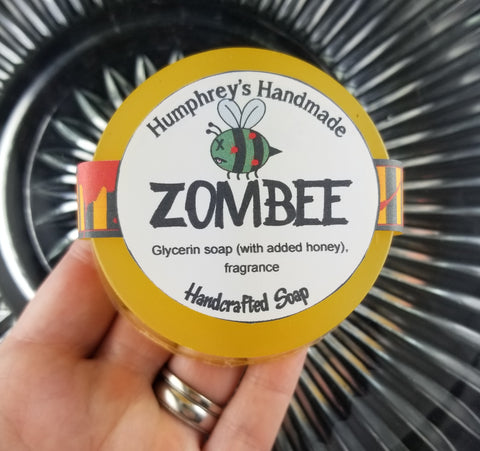 Humphrey's Handmade
ZOMBEE
Glycerin soap (with added honey),
fragrance
Handcrafted Soap